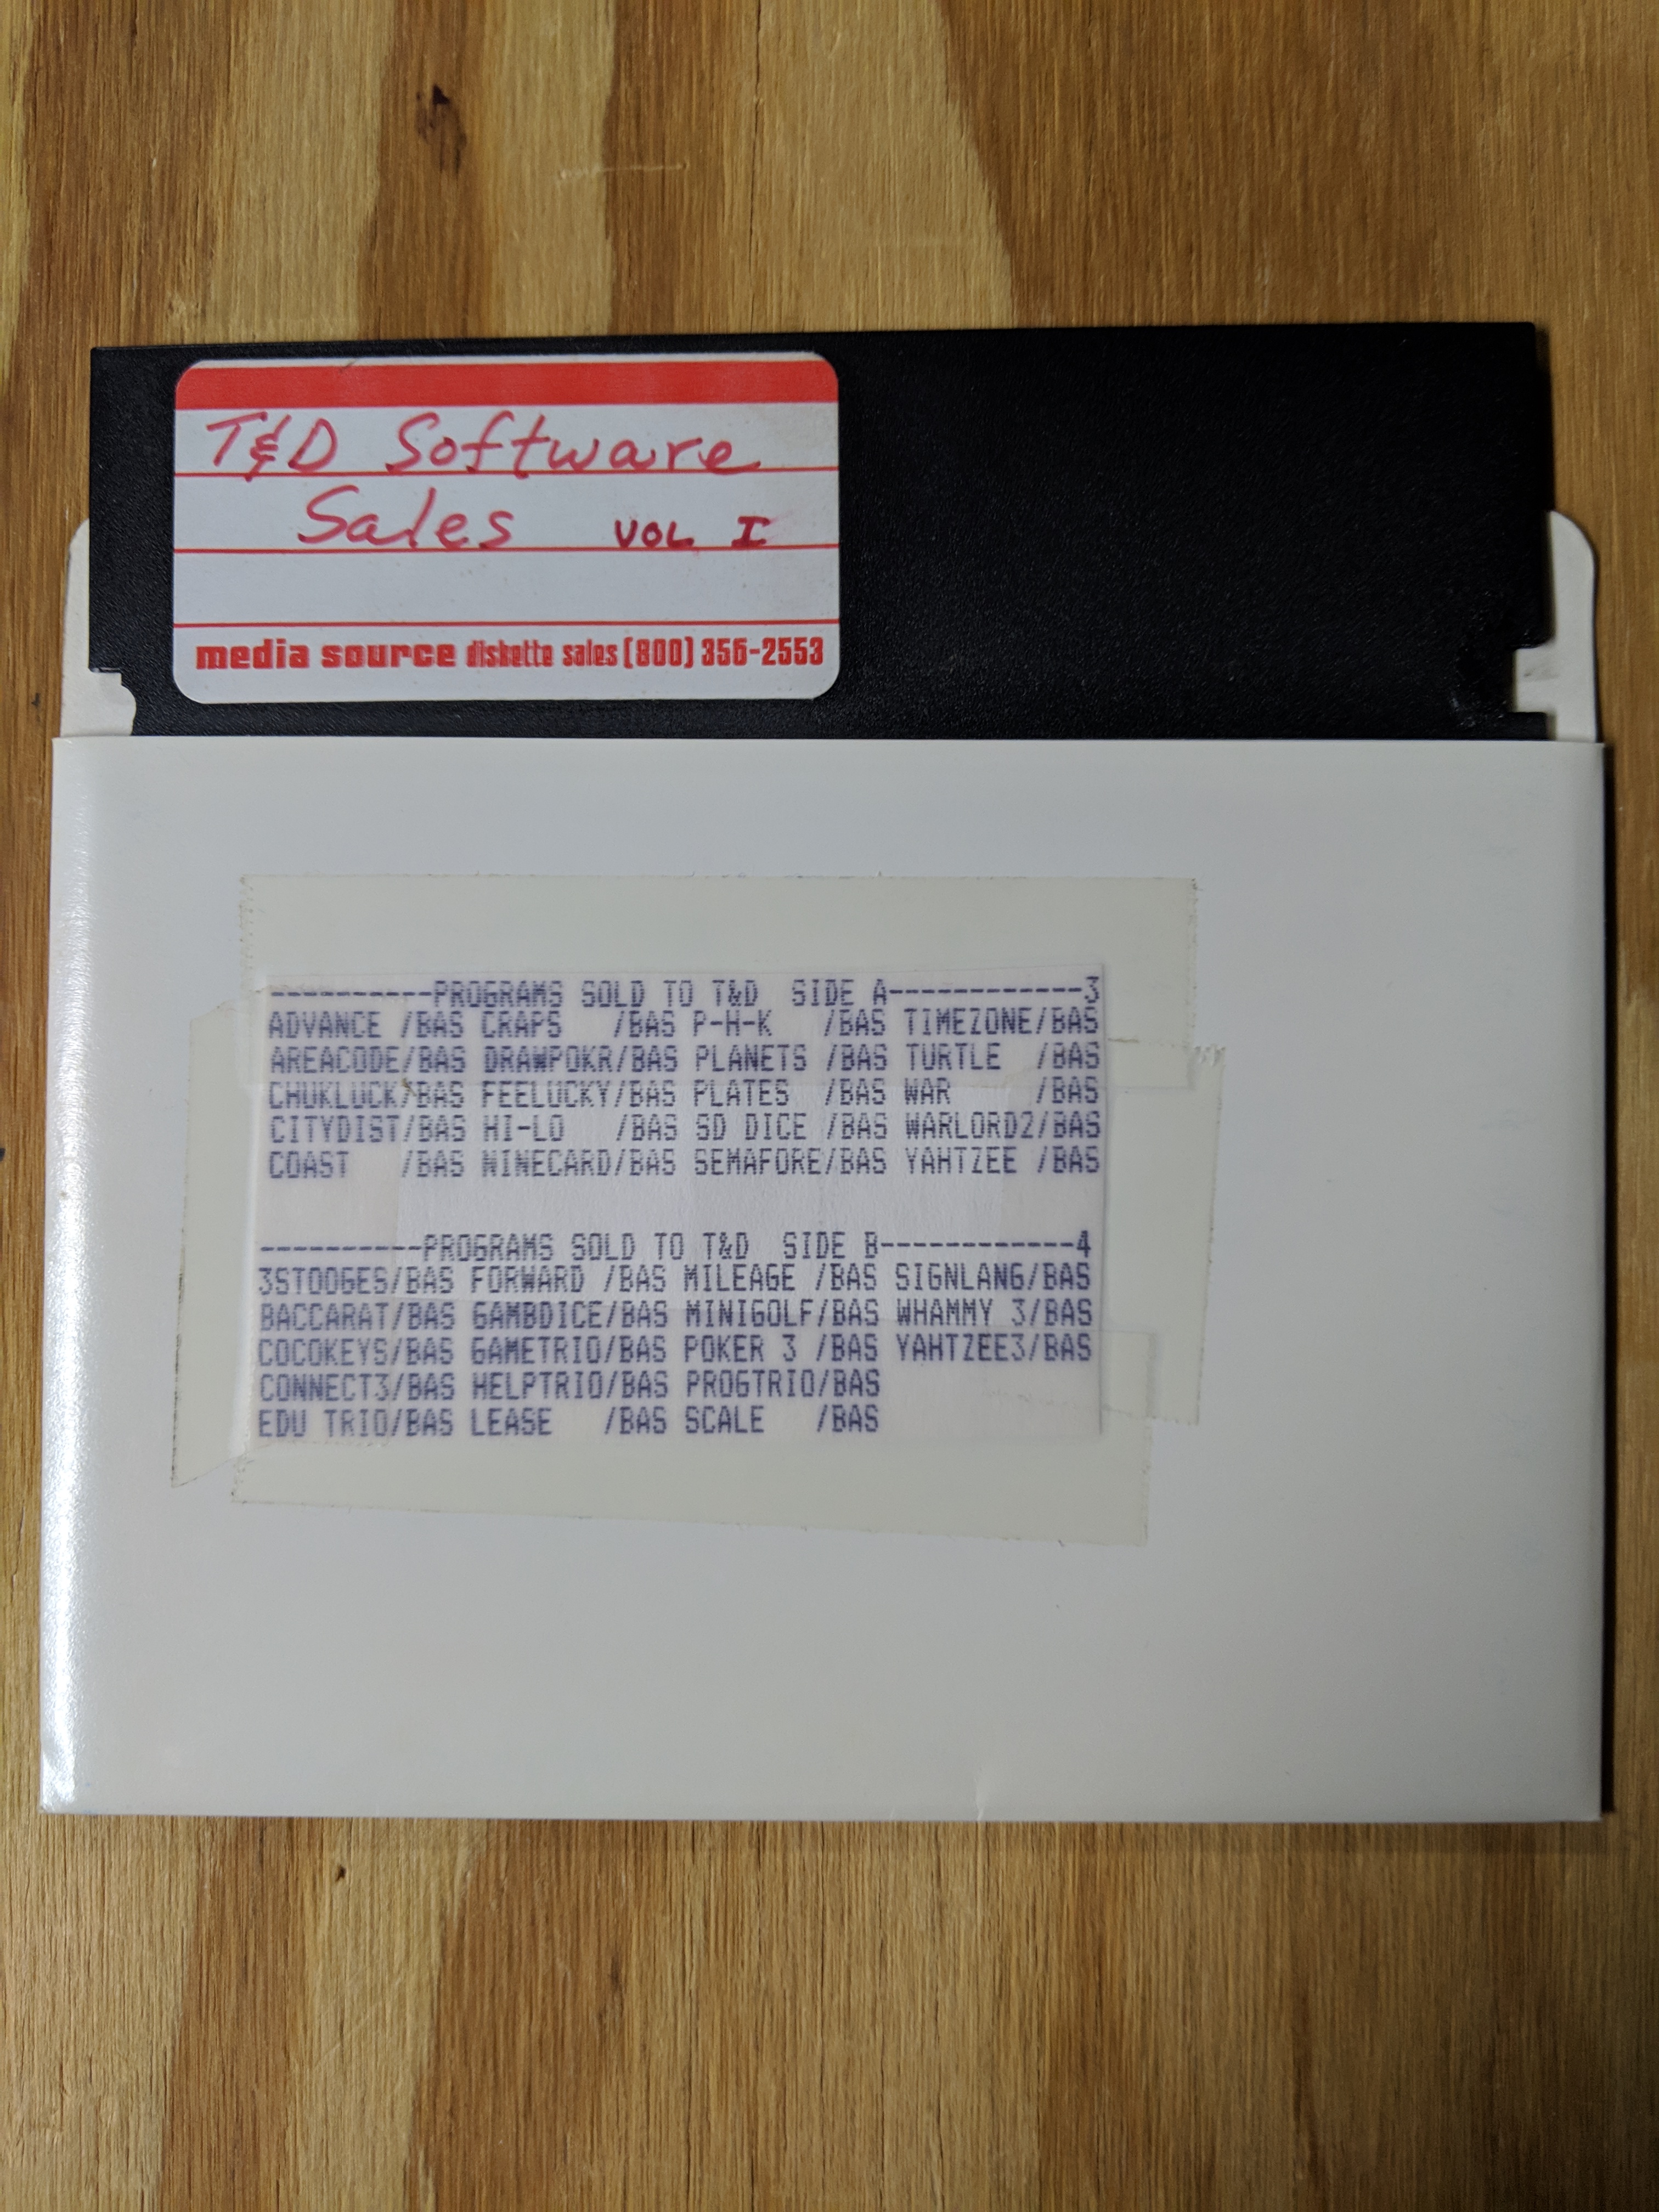 T&D Software
Sales VOL I
media source diskette sales (800) 356-2553
----------PROGRAMS SOLD TO T&D  SIDE A------------3
ADVANCE /BAS CRAPS   /BAS P-H-K   /BAS TIMEZONE/BAS
AREACODE/BAS DRAWPOKR/BAS PLANETS /BAS TURTLE  /BAS
CHUKLUCK/BAS FEELUCKY/BAS PLATES  /BAS WAR     /BAS
CITYDIST/BAS HI-LO   /BAS SD DICE /BAS WARLORD2/BAS
COAST   /BAS NINECARD/BAS SEMAFORE/BAS YAHTZEE /BAS
----------PROGRAMS SOLD TO T&D  SIDE B------------4
3STOOGES/BAS FORWARD /BAS MILEAGE /BAS SIGNLANG/BAS
BACCARAT/BAS GAMBDICE/BAS MINIGOLF/BAS WHAMMY 3/BAS
COCOKEYS/BAS GAMETRIO/BAS POKER 3 /BAS YAHTZEE3/BAS
CONNECT3/BAS HELPTRIO/BAS PROGTRIO/BAS
EDU TRIO/BAS LEASE   /BAS SCALE   /BAS